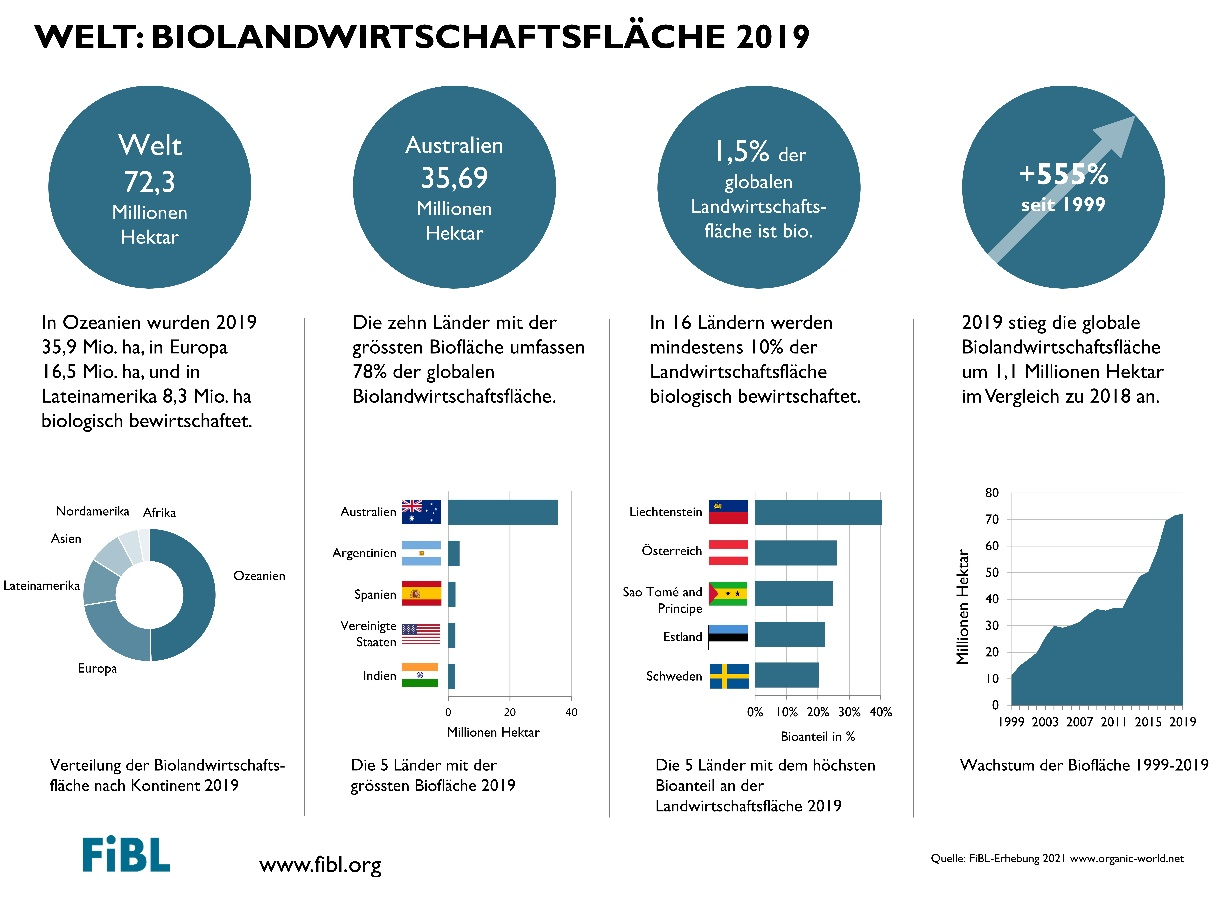 WELT: BIOLANDWIRTSCHAFTSFLÄCHE 2019
Welt
72,3
Millionen
Hektar
Australien
35,69
Millionen
Hektar
1,5% der
globalen
Landwirtschafts-
fläche ist bio.
+555%
seit 1999
In Ozeanien wurden 2019
35,9 Mio. ha, in Europa
16,5 Mio. ha, und in
Lateinamerika 8,3 Mio. ha
biologisch bewirtschaftet.
Die zehn Länder mit der
grössten Biofläche umfassen
78% der globalen
Biolandwirtschaftsfläche.
In 16 Ländern werden
mindestens 10% der
Landwirtschaftsfläche
biologisch bewirtschaftet.
2019 stieg die globale
Biolandwirtschaftsfläche
um 1,1 Millionen Hektar
im Vergleich zu 2018 an.
Nordamerika
Afrika
Asien
Lateinamerika
Ozeanien
Europa
Verteilung der Biolandwirtschafts-
fläche nach Kontinent 2019
Australien
Argentinien
Spanien
Vereinigte
Staaten
Indien
0 20 40
Millionen Hektar
Die 5 Länder mit der
grössten Biofläche 2019
Liechtenstein
Österreich
Sao Tomé and
Principe
Estland
Schweden
0% 10% 20% 30% 40%
Bioanteil in %
Die 5 Länder mit dem höchsten
Bioanteil an der
Landwirtschaftsfläche 2019
Millionen Hektar
80
70
60
50
40
30
20
10
0
1999 2003 2007 2011 2015 2019
Wachstum der Biofläche 1999-2019
FiBL
www.fibl.org
Quelle: FiBL-Erhebung 2021 www.organic-world.net